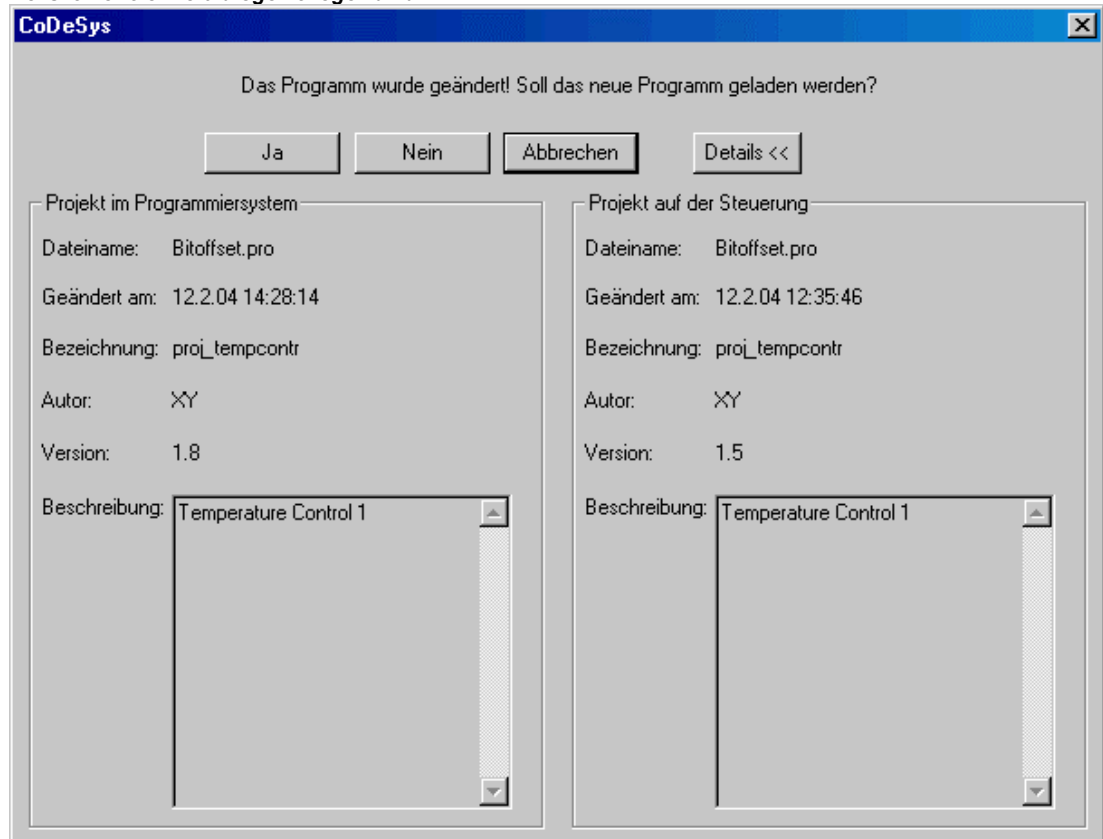 CoDeSys
Das Programm wurde geändert! Soll das neue Programm geladen werden?
Ja Nein Abbrechen Details <<
Projekt im Programmiersystem
Dateiname: Bitoffset.pro
Geändert am: 12.2.04 14:28:14
Bezeichnung: proj_tempcontr
Autor: XY
Version: 1.8
Beschreibung: Temperature Control 1
Projekt auf der Steuerung
Dateiname: Bitoffset.pro
Geändert am: 12.2.04 12:35:46
Bezeichnung: proj_tempcontr
Autor: XY
Version: 1.5
Beschreibung: Temperature Control 1